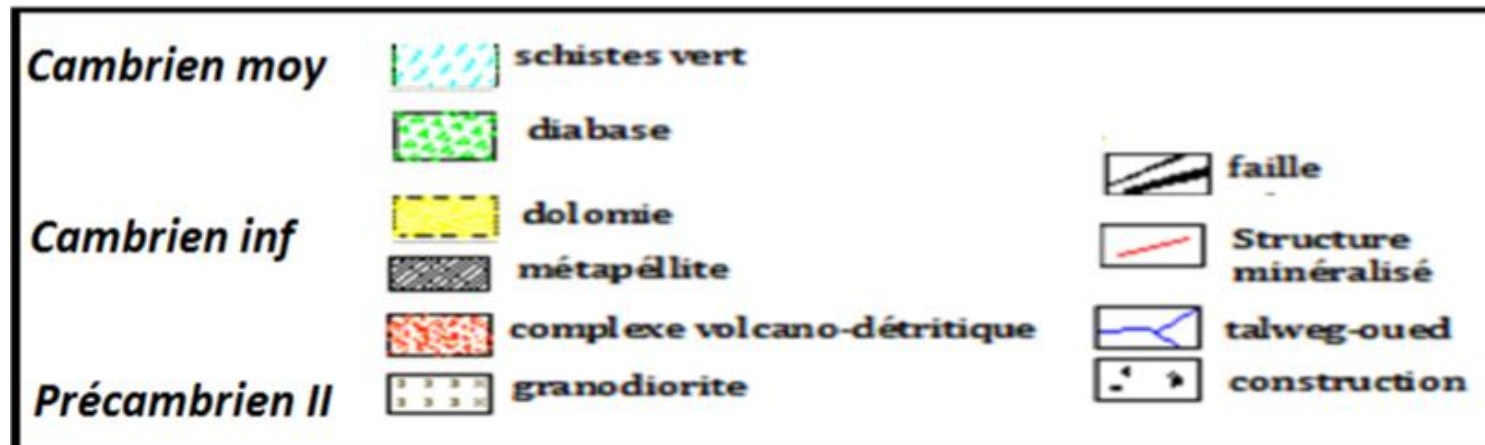 Cambrien moy
schistes vert
diabase
Cambrien inf
dolomie
métapéllite
complexe volcano-détritique
Précambrien II
granodiorite
faille
Structure
minéralisé
talweg-oued
construction